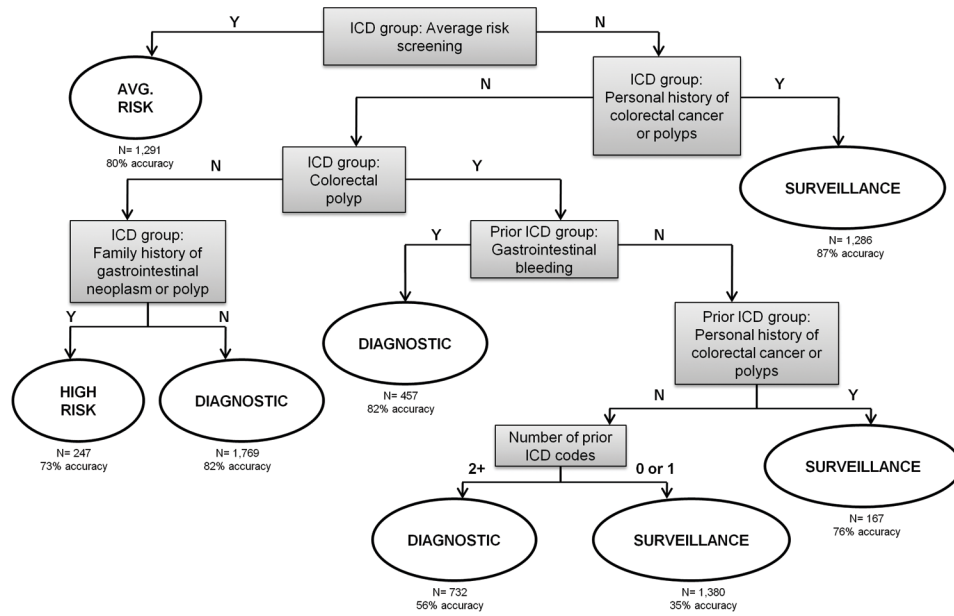 Y
ICD group: Average risk
screening
N
AVG.
RISK
N= 1,291
80% accuracy
N
ICD group:
Personal history of
colorectal cancer
or polyps
Y
SURVEILLANCE
N= 1,286
87% accuracy
N
ICD group:
Colorectal
polyp
Y
ICD group:
Family history of
gastrointestinal
neoplasm or polyp
Y
Prior ICD group:
Gastrointestinal
bleeding
N
Y
N
HIGH
RISK
N= 247
73% accuracy
DIAGNOSTIC
N= 1,769
82% accuracy
DIAGNOSTIC
N= 457
82% accuracy
Prior ICD group:
Personal history of
colorectal cancer or
polyps
N
Y
Number of prior
ICD codes
SURVEILLANCE
N= 167
76% accuracy
2+
0 or 1
DIAGNOSTIC
N= 732
56% accuracy
SURVEILLANCE
N= 1,380
35% accuracy